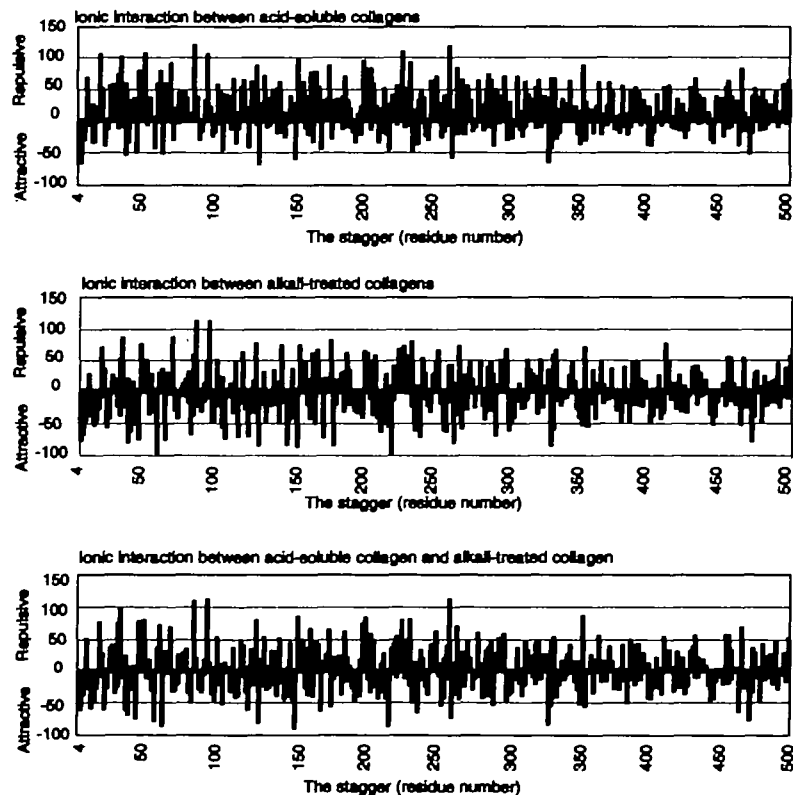 Ionic interaction between acid-soluble collagens
150
100
50
0
-50
-100
Repulsive
Attractive
4 50 100 150 200 250 300 350 400 450 500
The stagger (residue number)
Ionic interaction between alkali-treated collagens
150
100
50
0
-50
-100
Repulsive
Attractive
4 50 100 150 200 250 300 350 400 450 500
The stagger (residue number)
Ionic interaction between acid-soluble collagen and alkali-treated collagen
150
100
50
0
-50
-100
Repulsive
Attractive
4 50 100 150 200 250 300 350 400 450 500
The stagger (residue number)